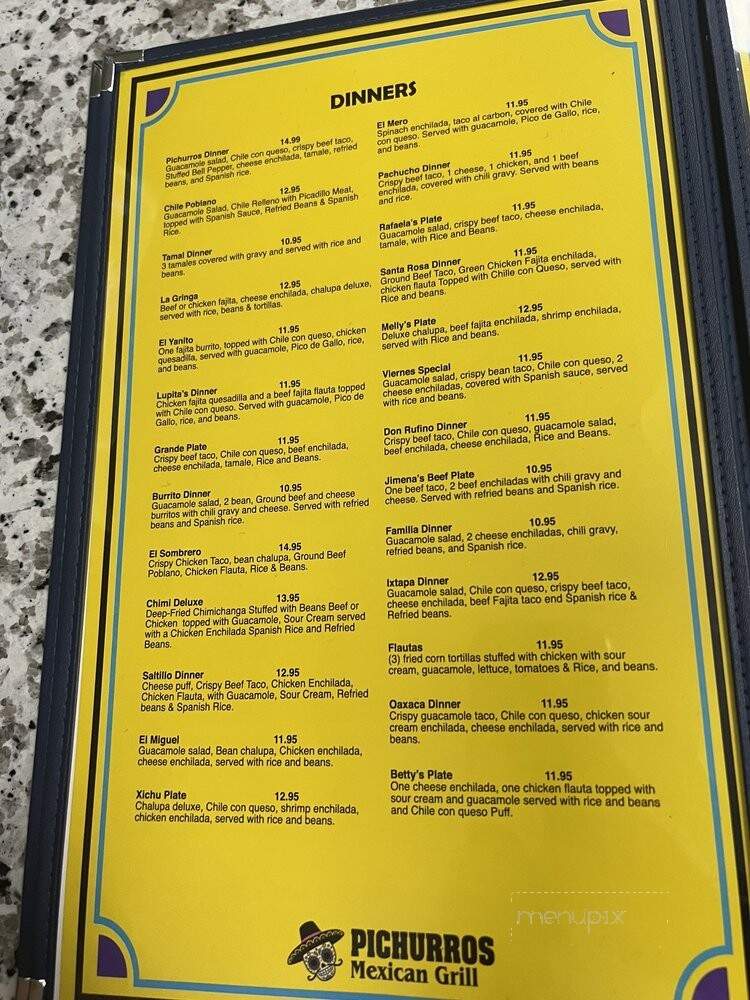 DINNERS
Pichurros Dinner 14.99
Guacamole salad, Chile con queso, crispy beef taco,
Stuffed Bell Pepper, cheese enchilada, tamale, refried
beans, and Spanish rice.
Chile Poblano 12.95
Guacamole Salad, Chile Relleno with Picadillo Meat,
topped with Spanish Sauce, Refried Beans & Spanish
Rice.
Tamal Dinner 10.95
3 tamales covered with gravy and served with rice and
beans.
La Gringa 12.95
Beef or chicken fajita, cheese enchilada, chalupa deluxe,
served with rice, beans & tortillas.
El Yanito 11.95
One fajita burrito, topped with Chile con queso, chicken
quesadilla, served with guacamole, Pico de Gallo, rice,
and beans.
Lupita's Dinner 11.95
Chicken fajita quesadilla and a beef fajita flauta topped
with Chile con queso. Served with guacamole, Pico de
Gallo, rice, and beans.
Grande Plate 11.95
Crispy beef taco, Chile con queso, beef enchilada,
cheese enchilada, tamale, Rice and Beans.
Burrito Dinner 10.95
Guacamole salad, 2 bean, Ground beef and cheese
burritos with chili gravy and cheese. Served with refried
beans and Spanish rice.
El Sombrero 14.95
Crispy Chicken Taco, bean chalupa, Ground Beef
Poblano, Chicken Flauta, Rice & Beans.
Chimi Deluxe 13.95
Deep-Fried Chimichanga Stuffed with Beans Beef or
Chicken topped with Guacamole, Sour Cream served
with a Chicken Enchilada Spanish Rice and Refried
Beans.
Saltillo Dinner 12.95
Cheese puff, Crispy Beef Taco, Chicken Enchilada,
Chicken Flauta, with Guacamole, Sour Cream, Refried
beans & Spanish Rice.
El Miguel 11.95
Guacamole salad, Bean chalupa, Chicken enchilada,
cheese enchilada, served with rice and beans.
Xichu Plate 12.95
Chalupa deluxe, Chile con queso, shrimp enchilada,
chicken enchilada, served with rice and beans.
El Mero 11.95
Spinach enchilada, taco al carbon, covered with Chile
con queso. Served with guacamole, Pico de Gallo, rice,
and beans.
Pachucho Dinner 11.95
Crispy beef taco, 1 cheese, 1 chicken, and 1 beef
enchilada, covered with chili gravy. Served with beans
and rice.
Rafaela's Plate 11.95
Guacamole salad, crispy beef taco, cheese enchilada,
tamale, with Rice and Beans.
Santa Rosa Dinner 11.95
Ground Beef Taco, Green Chicken Fajita enchilada,
chicken flauta Topped with Chille con Queso, served with
Rice and beans.
Melly's Plate 12.95
Deluxe chalupa, beef fajita enchilada, shrimp enchilada,
served with Rice and beans.
Viernes Special 11.95
Guacamole salad, crispy bean taco, Chile con queso, 2
cheese enchiladas, covered with Spanish sauce, served
with rice and beans.
Don Rufino Dinner 11.95
Crispy beef taco, Chile con queso, guacamole salad,
beef enchilada, cheese enchilada, Rice and Beans.
Jimena's Beef Plate 10.95
One beef taco, 2 beef enchiladas with chili gravy and
cheese. Served with refried beans and Spanish rice.
Familia Dinner 10.95
Guacamole salad, 2 cheese enchiladas, chili gravy,
refried beans, and Spanish rice.
Ixtapa Dinner 12.95
Guacamole salad, Chile con queso, crispy beef taco,
cheese enchilada, beef Fajita taco end Spanish rice &
Refried beans.
Flautas 11.95
(3) fried corn tortillas stuffed with chicken with sour
cream, guacamole, lettuce, tomatoes & Rice, and beans.
Oaxaca Dinner 11.95
Crispy guacamole taco, Chile con queso, chicken sour
cream enchilada, cheese enchilada, served with rice and
beans.
Betty's Plate 11.95
One cheese enchilada, one chicken flauta topped with
sour cream and guacamole served with rice and beans
and Chile con queso Puff.
menupix
PICHURROS
Mexican Grill